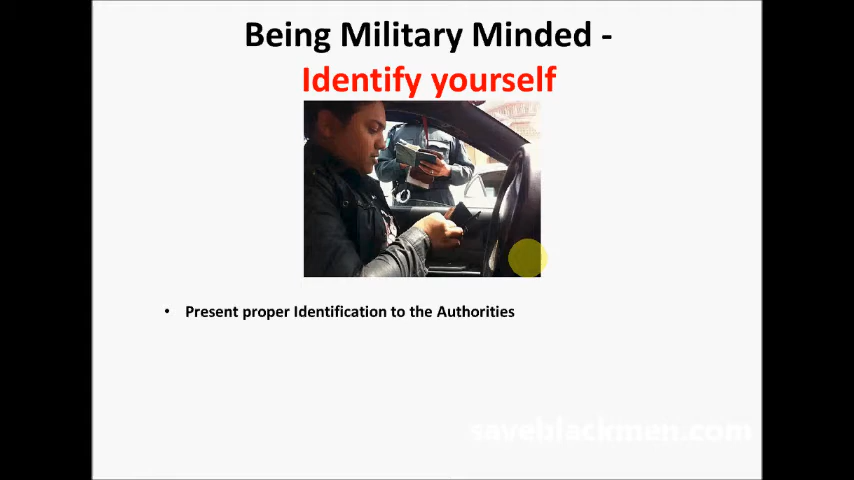 Being Military Minded -
Identify yourself
• Present proper Identification to the Authorities
saveblackmen.com